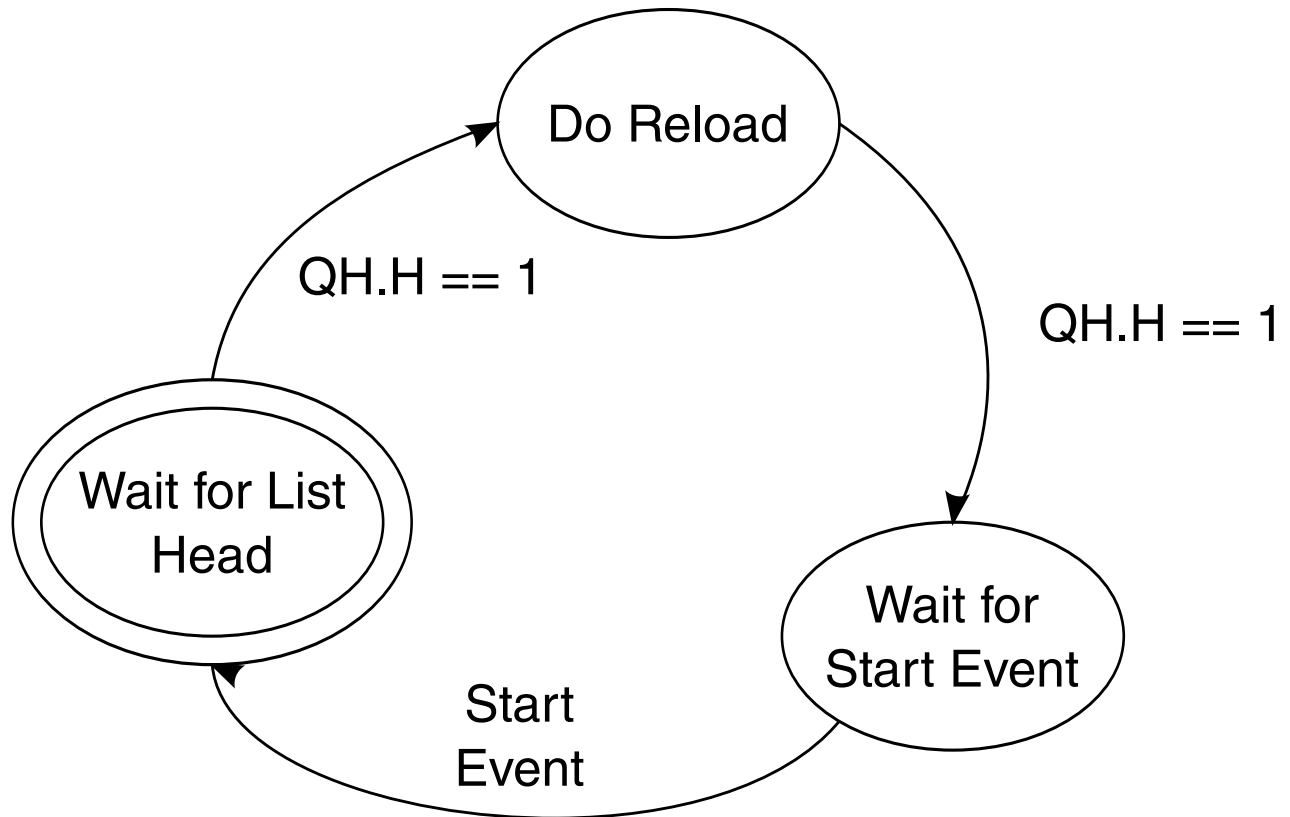 Do Reload
QH.H == 1
QH.H == 1
Wait for List
Head
Wait for
Start Event
Start
Event